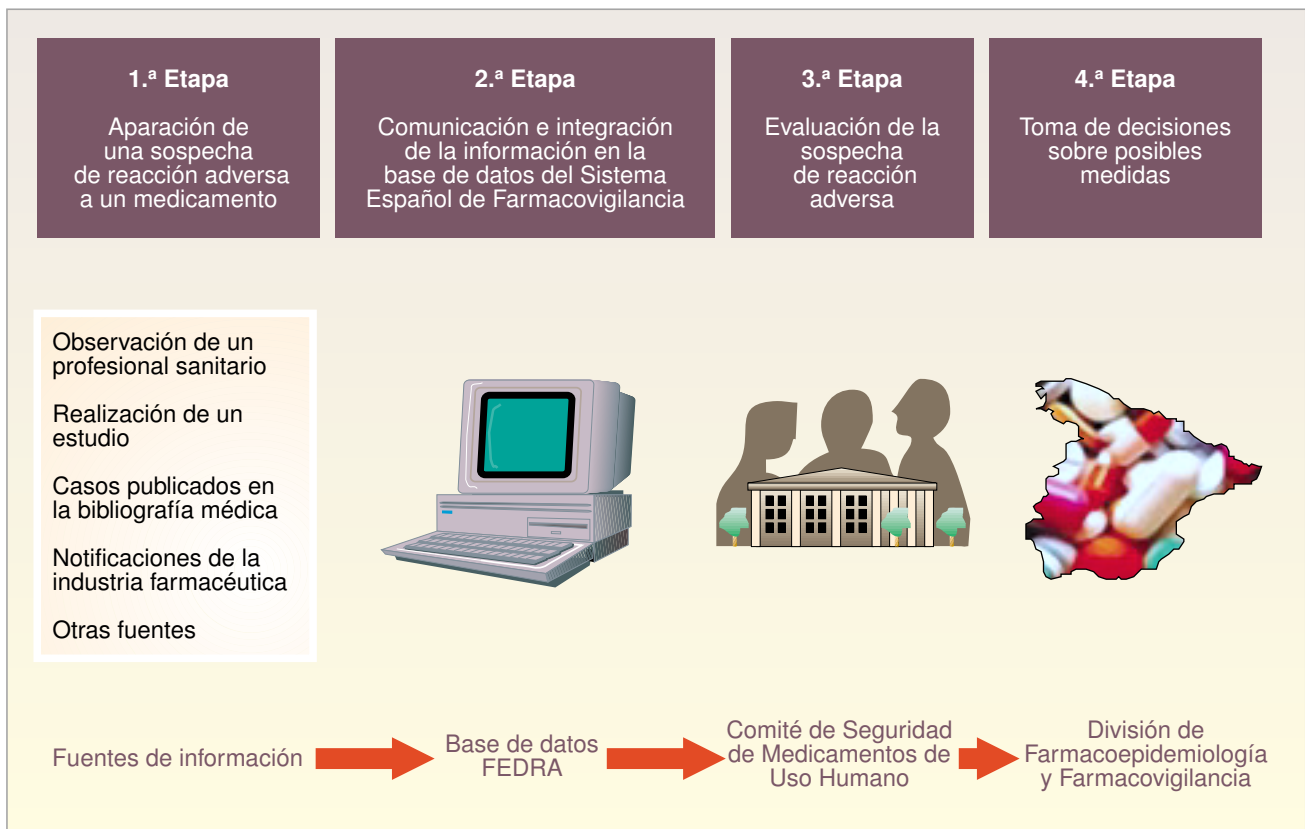 1.ª Etapa
Aparación de
una sospecha
de reacción adversa
a un medicamento
2.ª Etapa
Comunicación e integración
de la información en la
base de datos del Sistema
Español de Farmacovigilancia
3.ª Etapa
Evaluación de la
sospecha
de reacción
adversa
4.ª Etapa
Toma de decisiones
sobre posibles
medidas
Observación de un
profesional sanitario
Realización de un
estudio
Casos publicados en
la bibliografía médica
Notificaciones de la
industria farmacéutica
Otras fuentes
Fuentes de información
Base de datos
FEDRA
Comité de Seguridad
de Medicamentos de
Uso Humano
División de
Farmacoepidemiología
y Farmacovigilancia